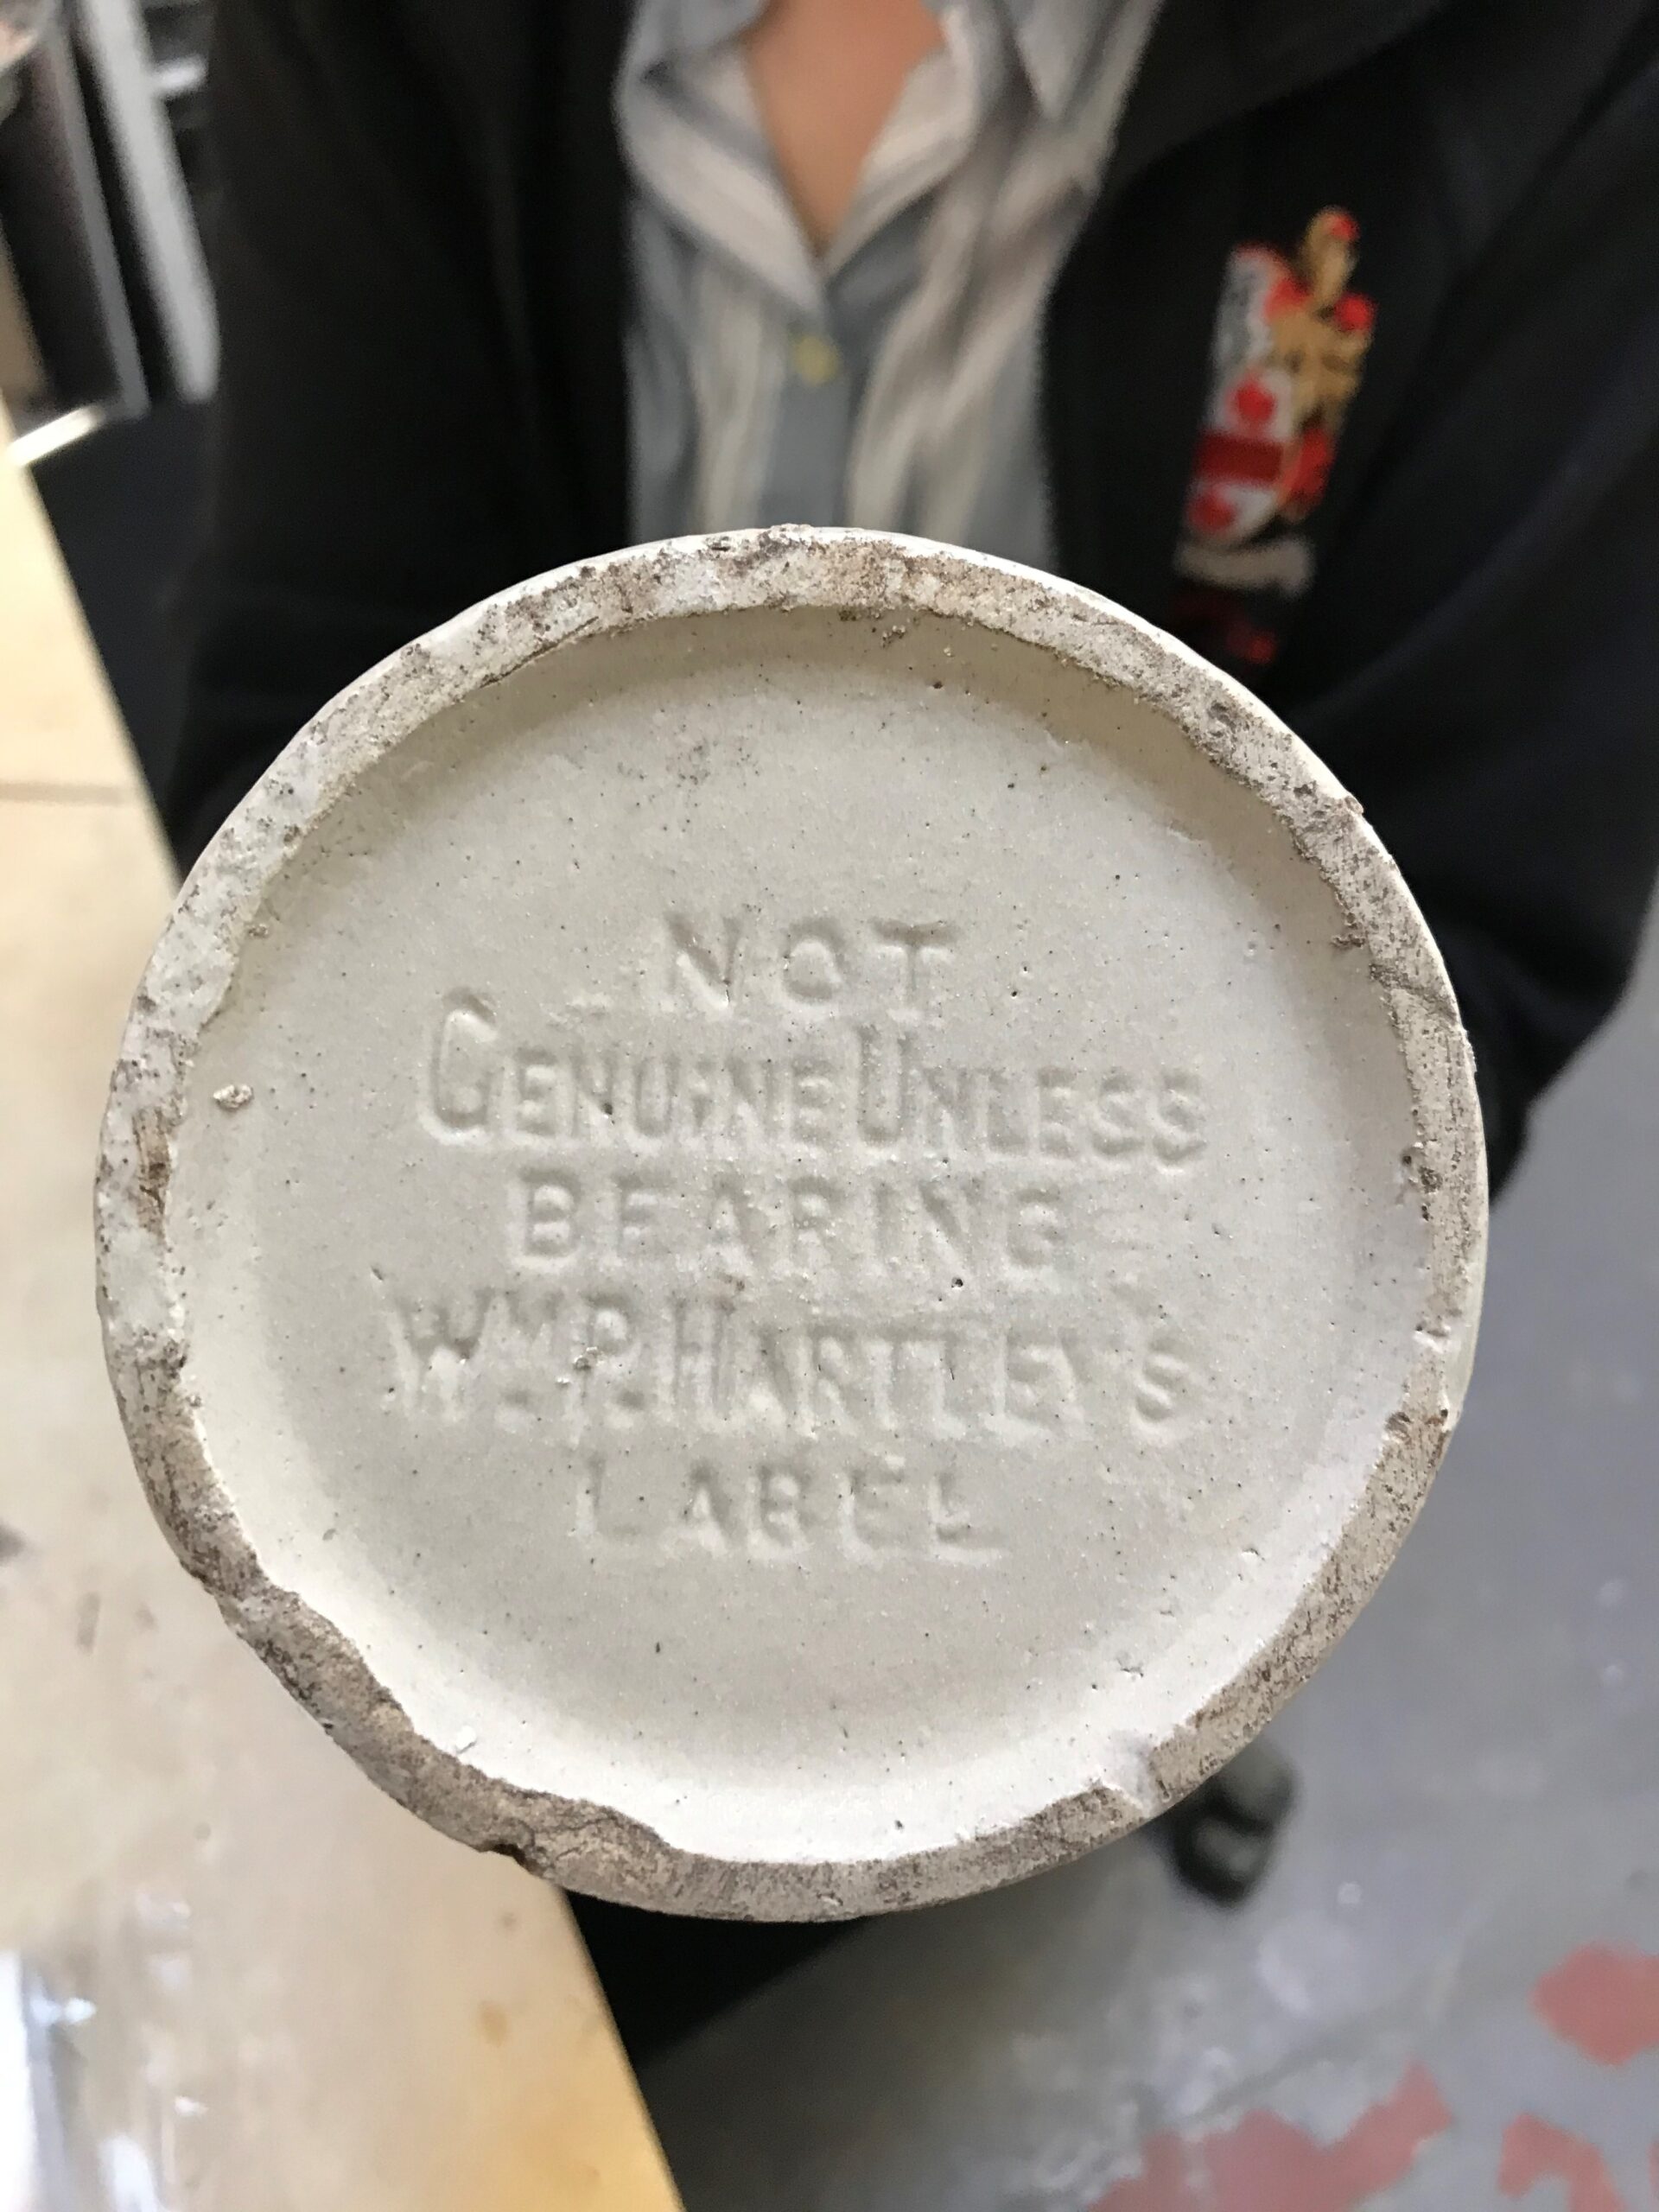 NOT
GENUINE UNLESS
BEARING
WM. P. HARTLEY'S
LABEL